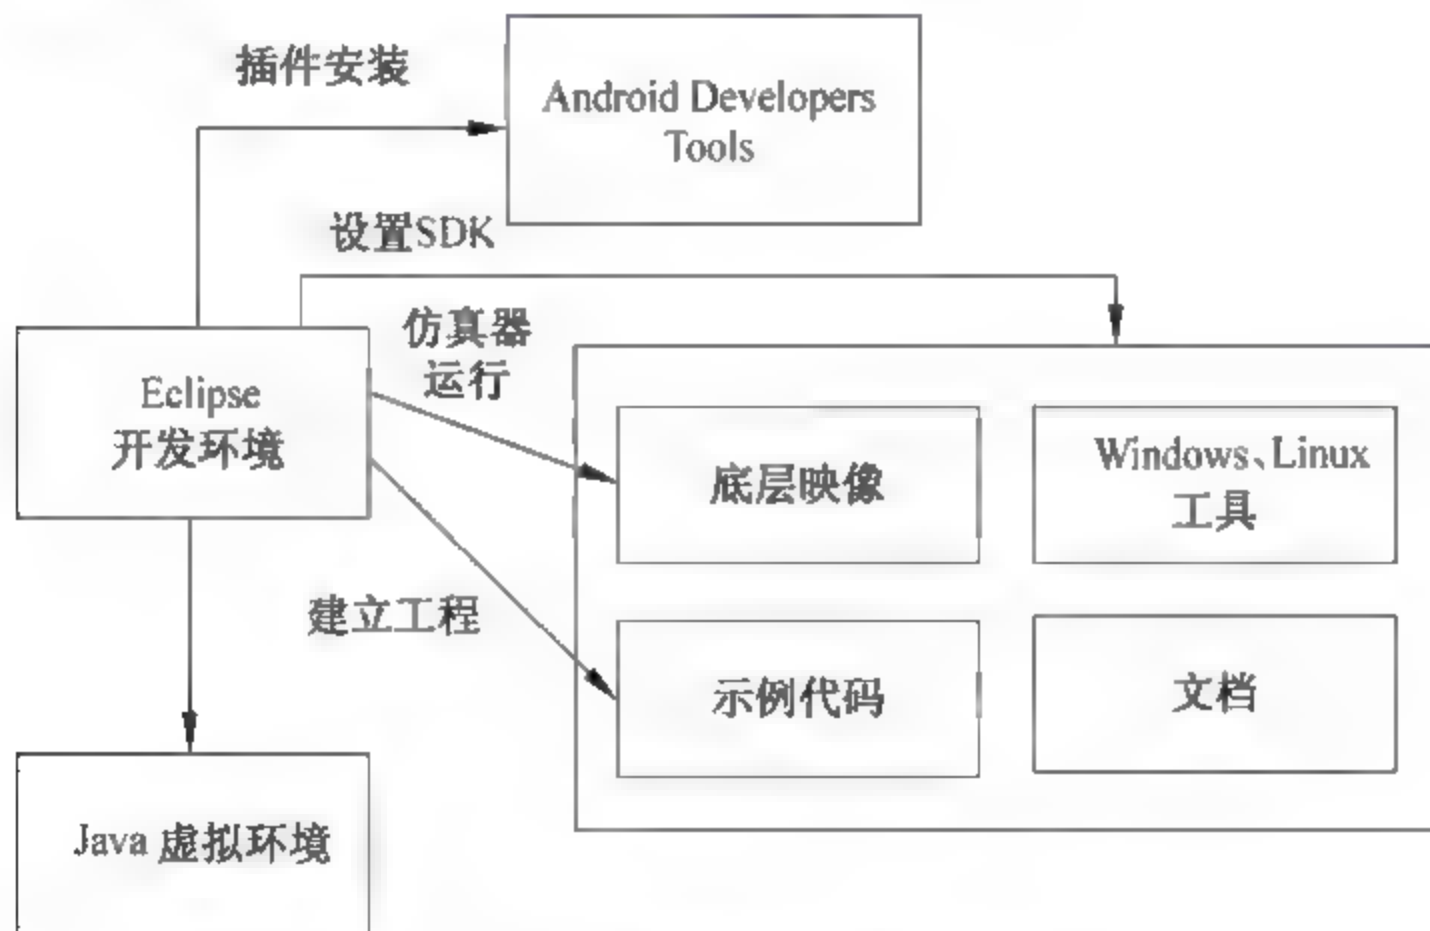 插件安装
Android Developers
Tools
设置SDK
仿真器
运行
Eclipse
开发环境
底层映像
Windows、Linux
工具
建立工程
示例代码
文档
Java 虚拟环境